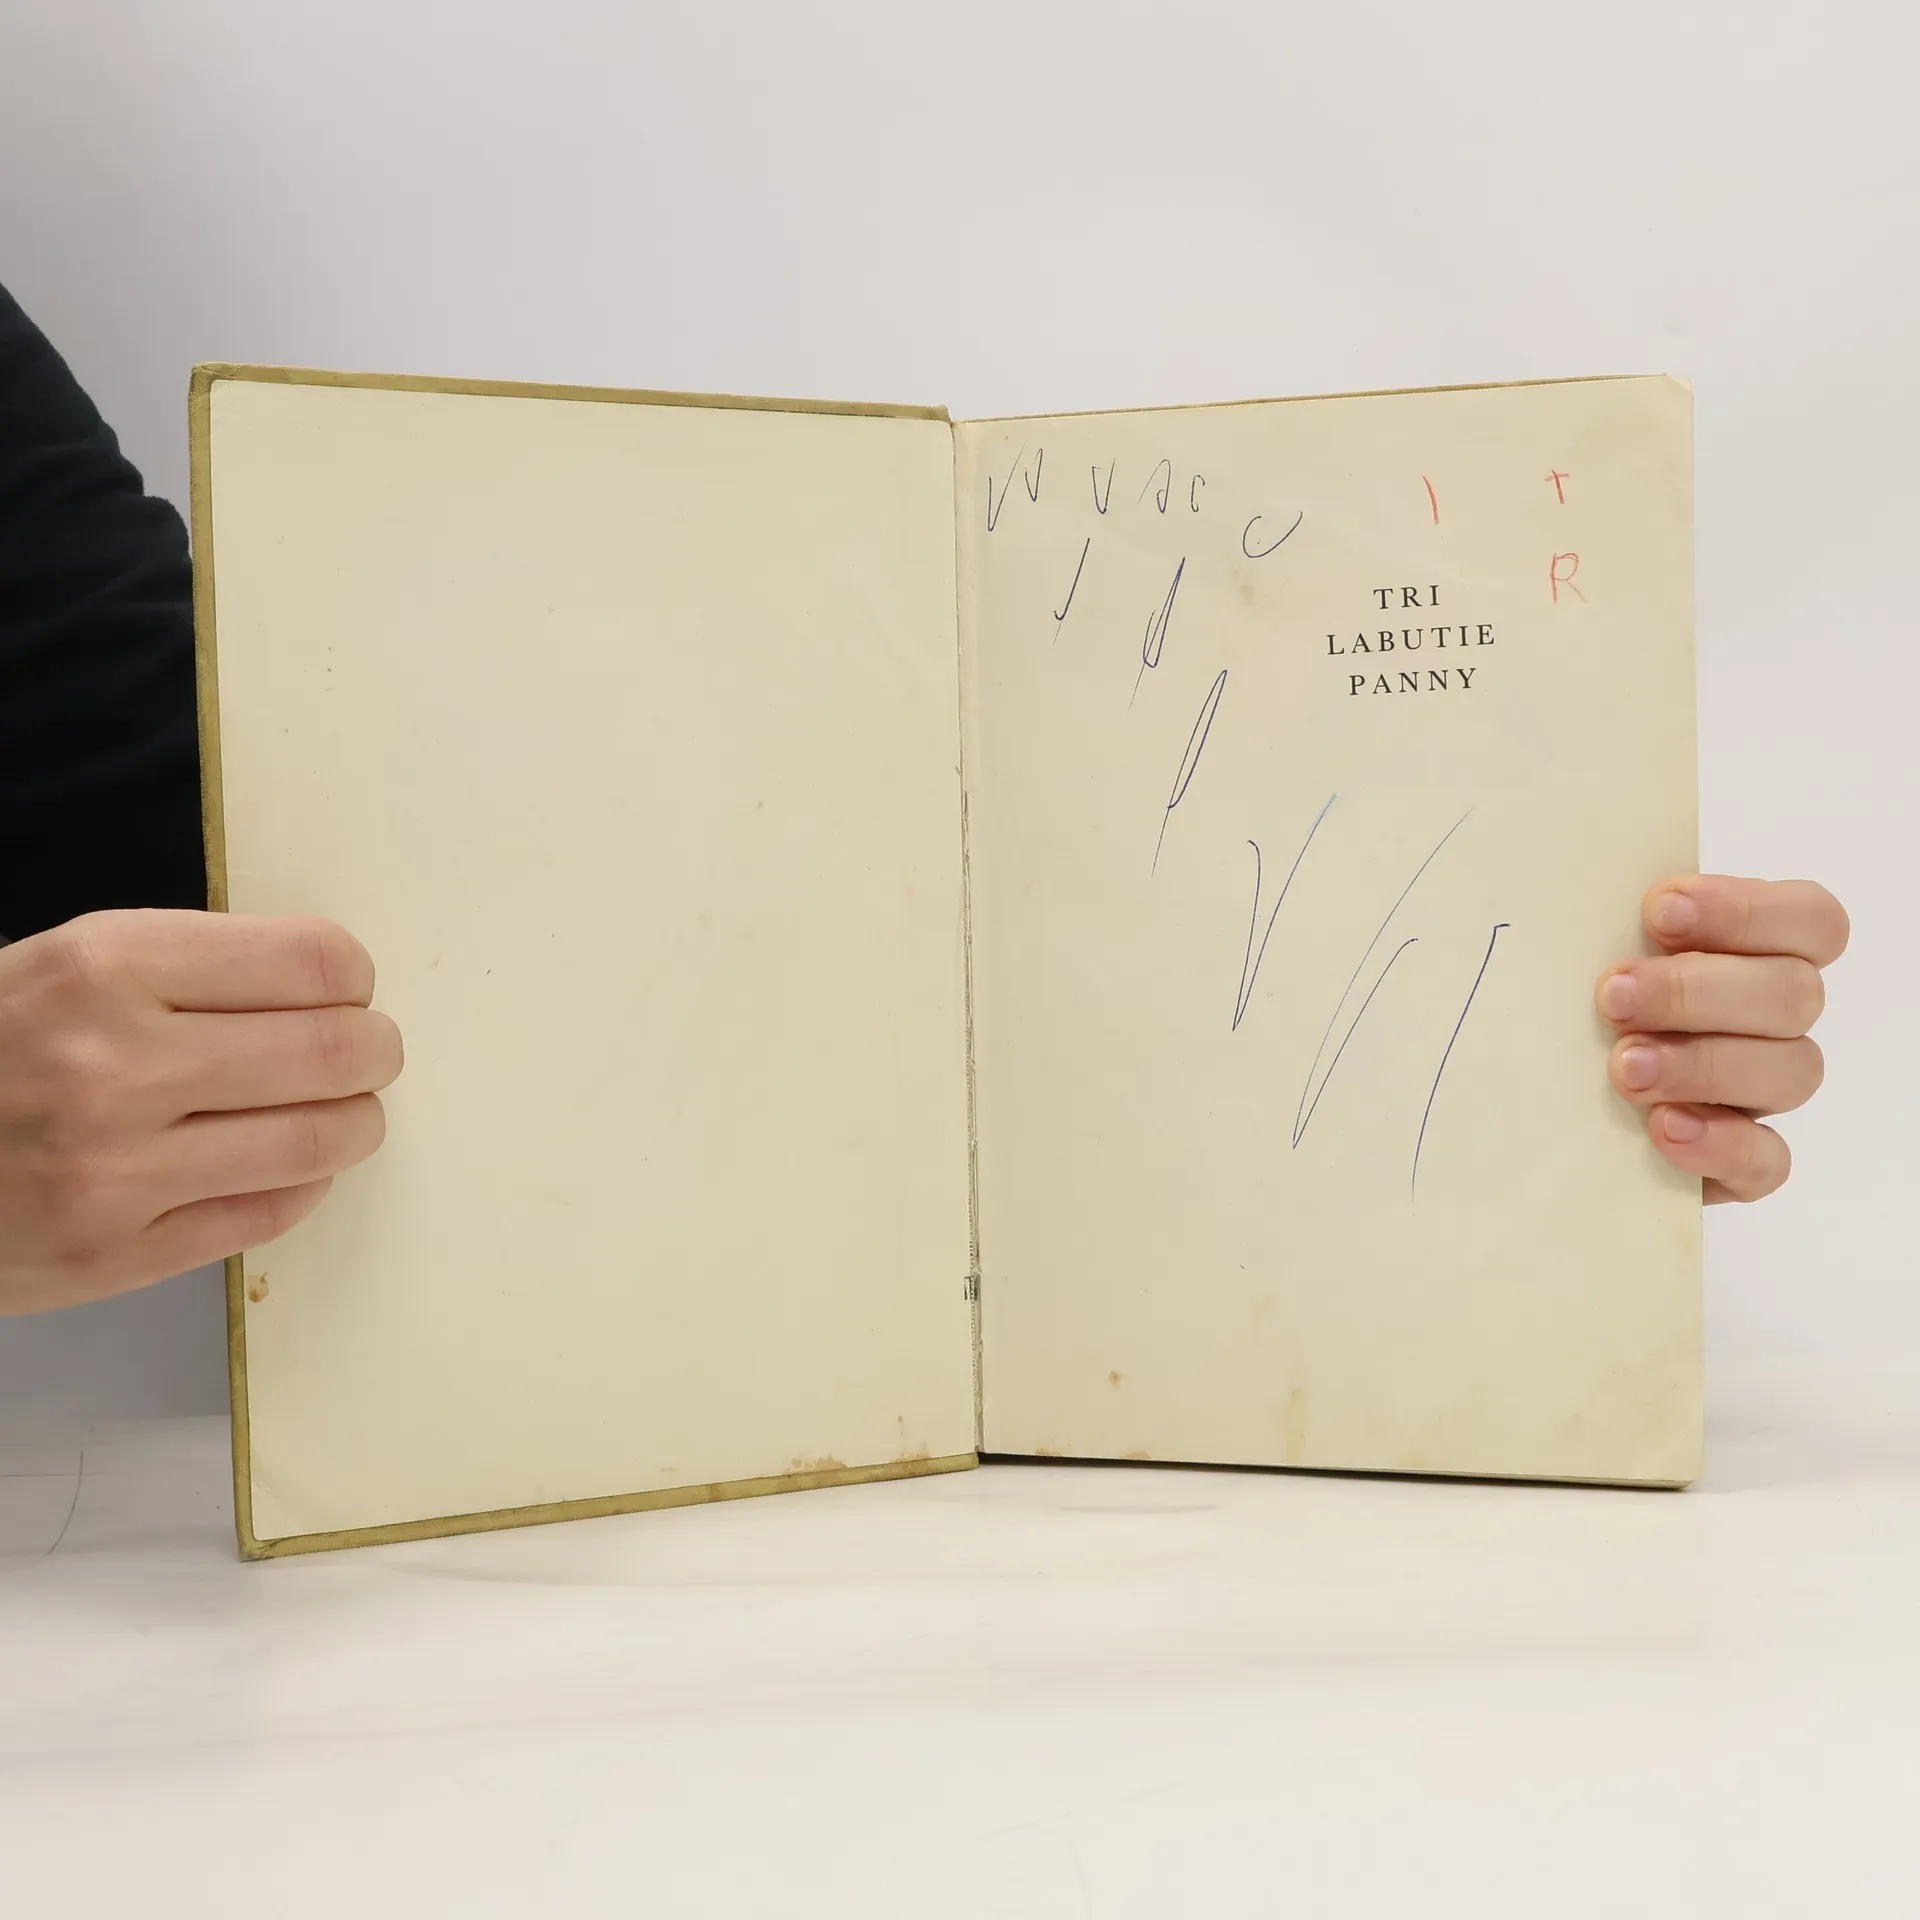 I T
R
TRI
LABUTIE
PANNY